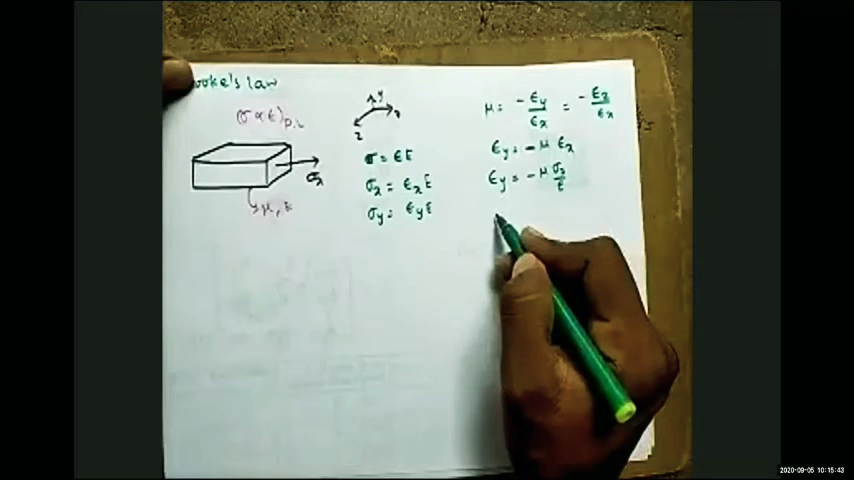 ooke's law
(σ ∝ ϵ)P.L
y
x
z
σx
μ, E
σ = ϵE
σx = ϵx E
σy = ϵy E
μ = -ϵy/ϵx = -ϵz/ϵx
ϵy = -μ ϵx
ϵy = -μ σx/E
2020-09-05 10:15:43